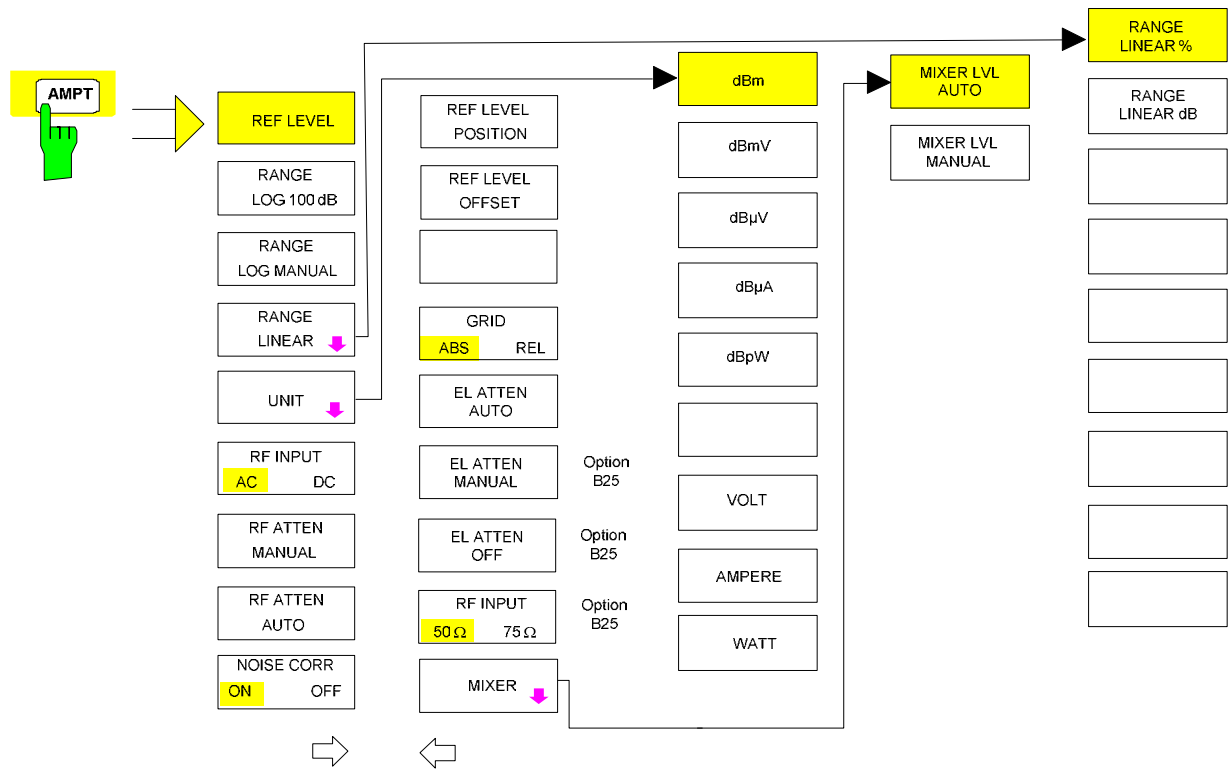 AMPT
REF LEVEL
RANGE
LOG 100 dB
RANGE
LOG MANUAL
RANGE
LINEAR
UNIT
RF INPUT
AC DC
RF ATTEN
MANUAL
RF ATTEN
AUTO
NOISE CORR
ON OFF
REF LEVEL
POSITION
REF LEVEL
OFFSET
GRID
ABS REL
EL ATTEN
AUTO
EL ATTEN
MANUAL
Option
B25
EL ATTEN
OFF
Option
B25
RF INPUT
50 Ω 75 Ω
Option
B25
MIXER
dBm
dBmV
dBµV
dBµA
dBpW
VOLT
AMPERE
WATT
MIXER LVL
AUTO
MIXER LVL
MANUAL
RANGE
LINEAR %
RANGE
LINEAR dB